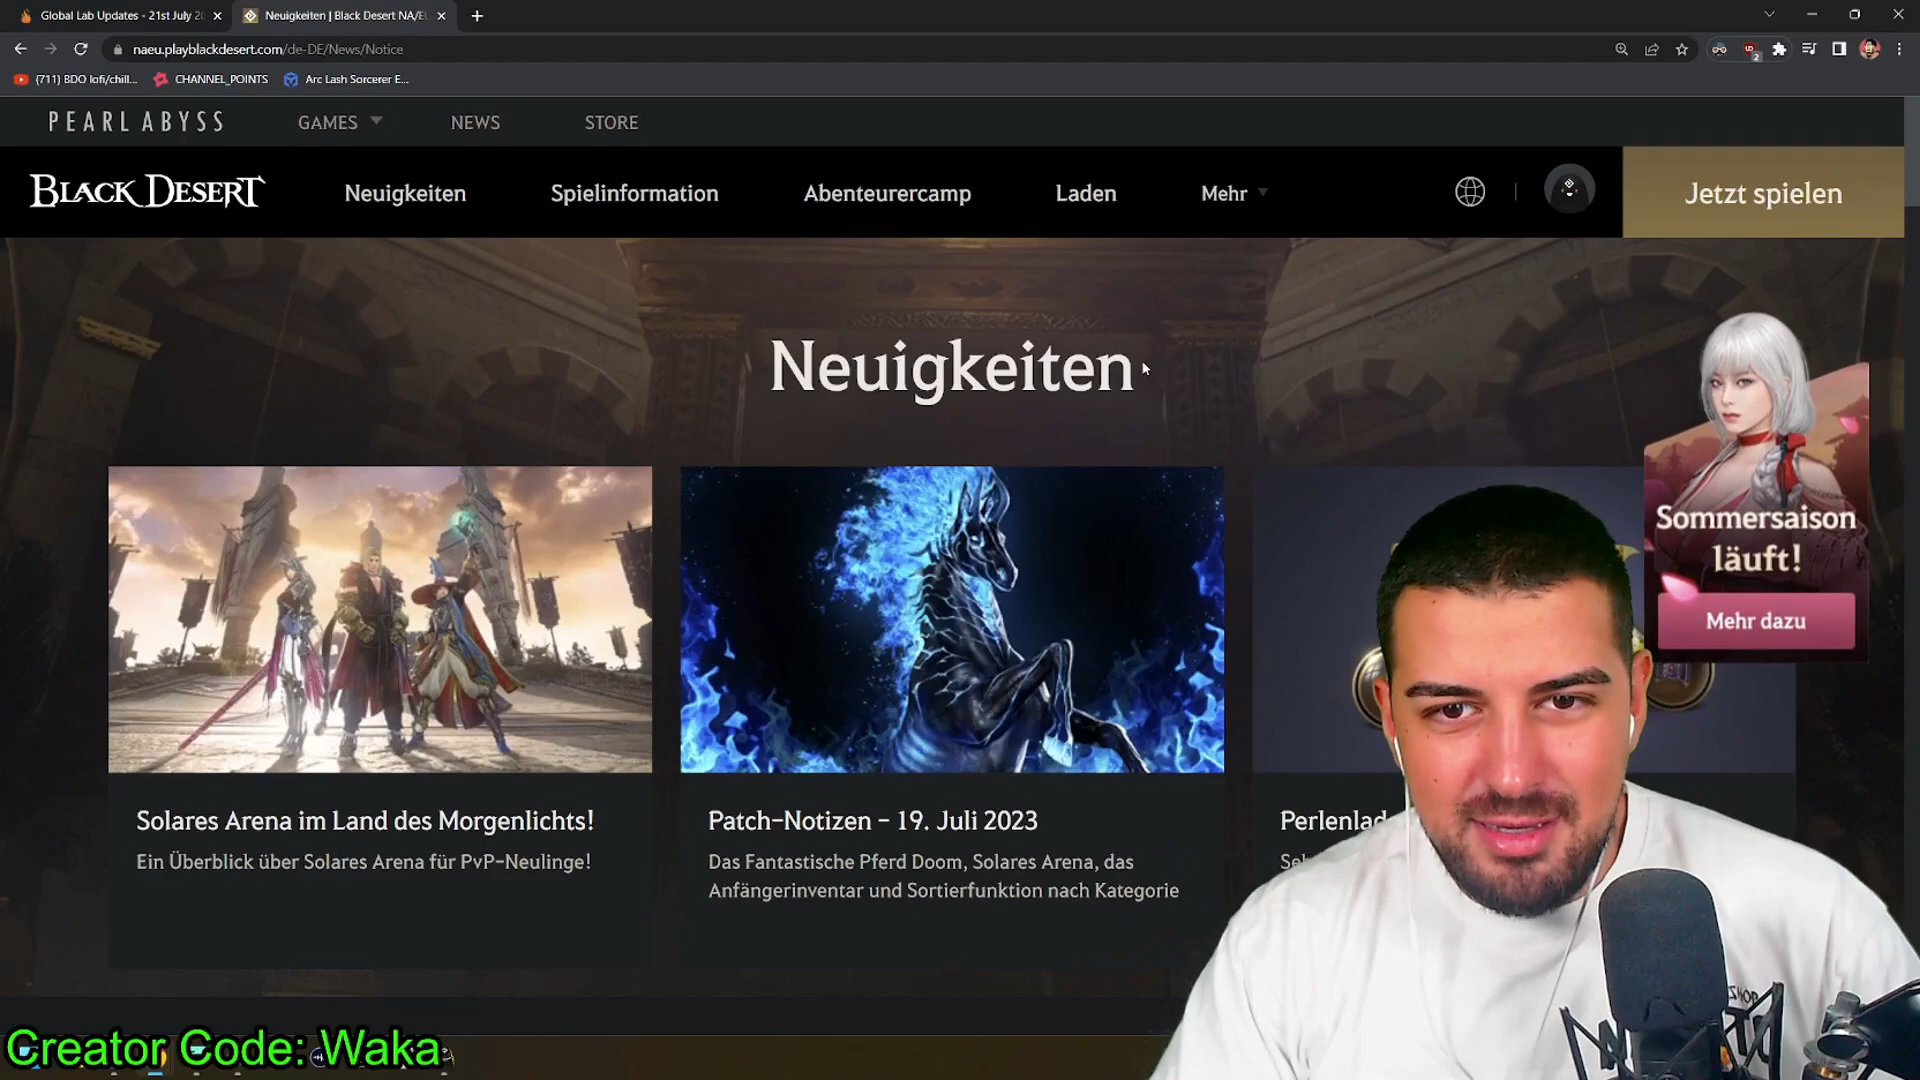 Global Lab Updates - 21st July 20
Neuigkeiten | Black Desert NA/EU
naeu.playblackdesert.com/de-DE/News/Notice
(711) BDO lofi/chill...
CHANNEL_POINTS
Arc Lash Sorcerer E...
PEARL ABYSS
GAMES
NEWS
STORE
BLACK DESERT
Neuigkeiten
Spielinformation
Abenteurercamp
Laden
Mehr
Jetzt spielen
Neuigkeiten
Sommersaison
läuft!
Mehr dazu
Solares Arena im Land des Morgenlichts!
Ein Überblick über Solares Arena für PvP-Neulinge!
Patch-Notizen - 19. Juli 2023
Das Fantastische Pferd Doom, Solares Arena, das
Anfängerinventar und Sortierfunktion nach Kategorie
Perlenlad
Creator Code: Waka